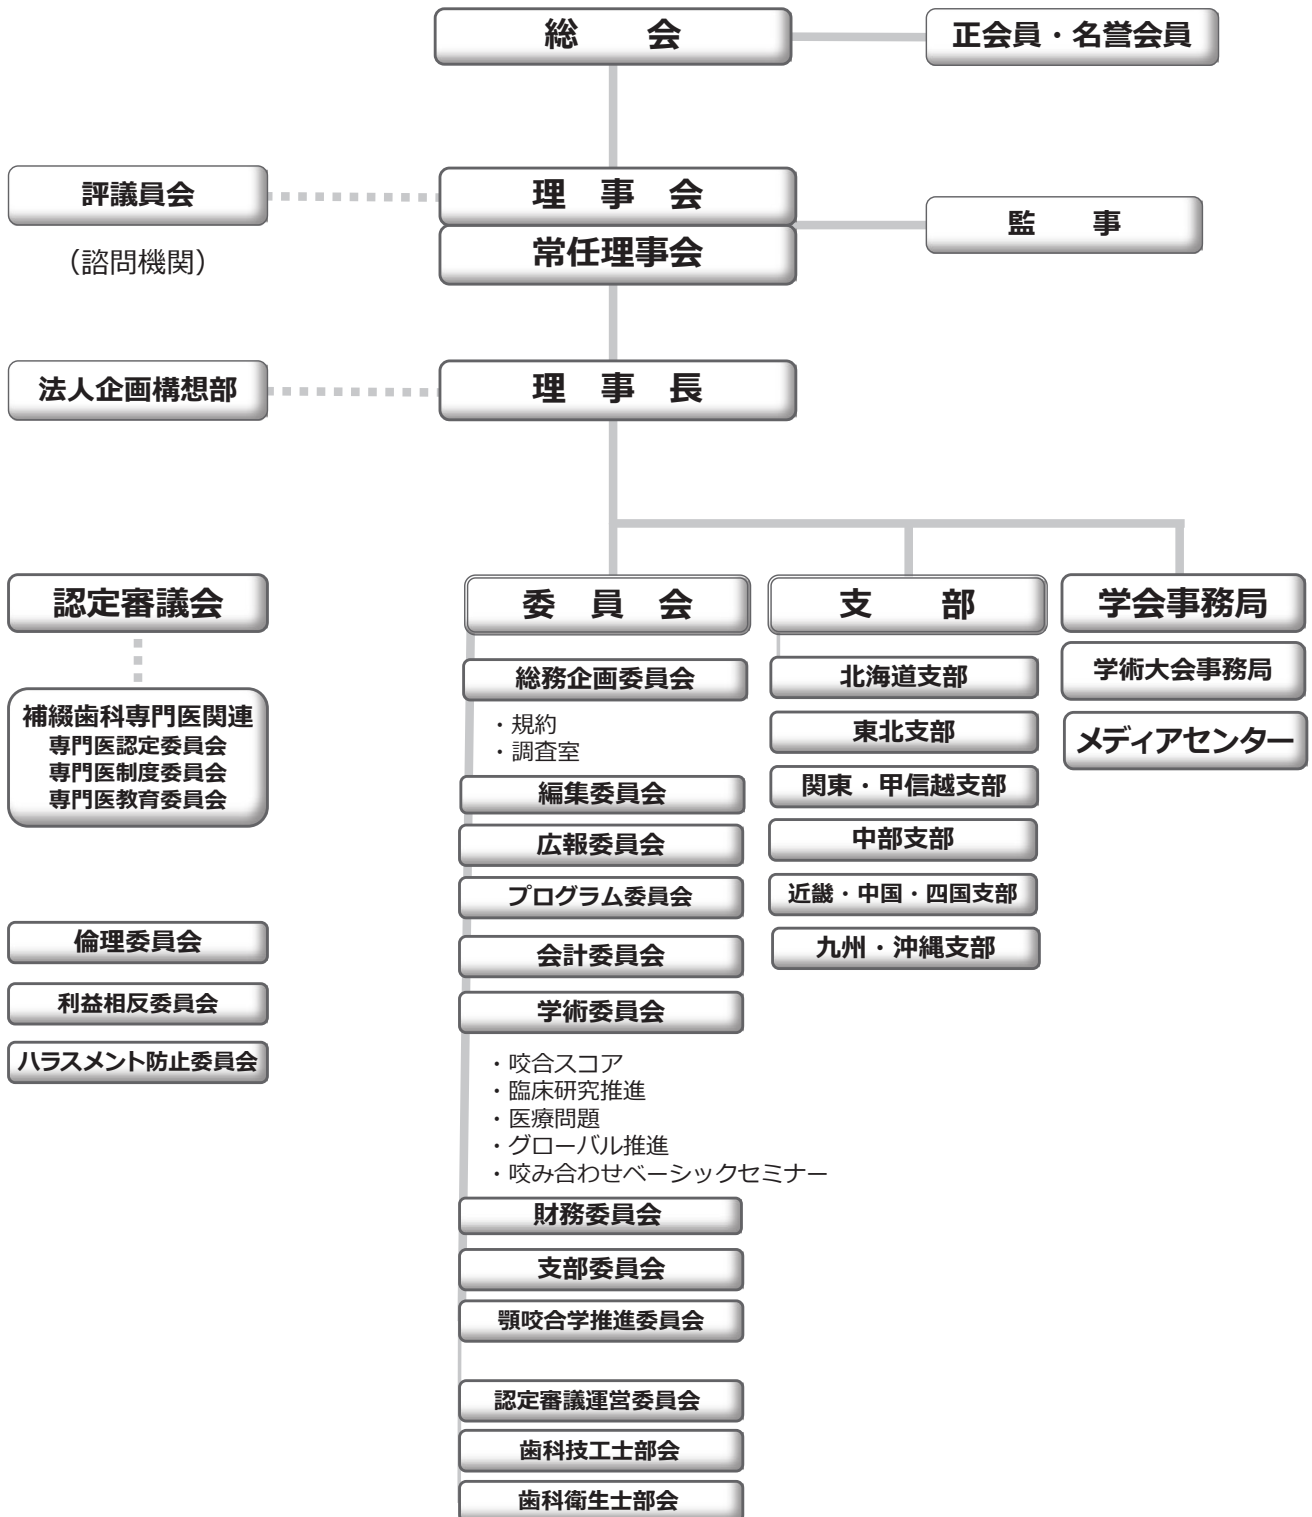 総　会
正会員・名誉会員
評議員会
（諮問機関）
理　事　会
常任理事会
監　事
法人企画構想部
理　事　長
認定審議会
補綴歯科専門医関連
専門医認定委員会
専門医制度委員会
専門医教育委員会
倫理委員会
利益相反委員会
ハラスメント防止委員会
委　員　会
総務企画委員会
・規約
・調査室
編集委員会
広報委員会
プログラム委員会
会計委員会
学術委員会
・咬合スコア
・臨床研究推進
・医療問題
・グローバル推進
・咬み合わせベーシックセミナー
財務委員会
支部委員会
顎咬合学推進委員会
認定審議運営委員会
歯科技工士部会
歯科衛生士部会
支　部
北海道支部
東北支部
関東・甲信越支部
中部支部
近畿・中国・四国支部
九州・沖縄支部
学会事務局
学術大会事務局
メディアセンター